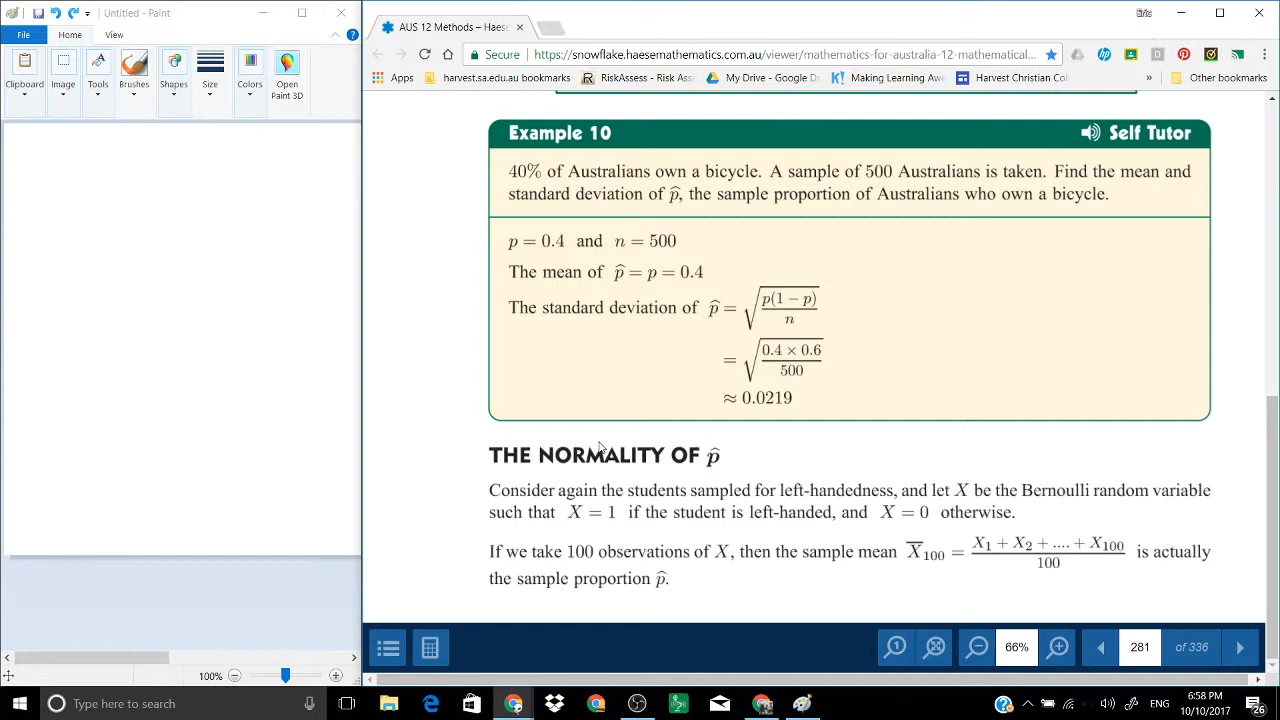 Untitled - Paint
File Home View
Clipboard Image Tools Brushes Shapes Size Colors Open Paint 3D
100%
AUS 12 Methods – Haese
Secure https://snowflake.haesemathematics.com.au/viewer/mathematics-for-australia-12-mathematical...
Apps harvest.sa.edu.au bookmarks RiskAssess - Risk Ass My Drive - Google Dr K! Making Learning Awe Harvest Christian Co » Other bookmarks
Example 10 Self Tutor
40% of Australians own a bicycle. A sample of 500 Australians is taken. Find the mean and
standard deviation of p̂, the sample proportion of Australians who own a bicycle.
p = 0.4 and n = 500
The mean of p̂ = p = 0.4
The standard deviation of p̂ = √(p(1 − p)/n)
= √(0.4 × 0.6/500)
≈ 0.0219
THE NORMALITY OF p̂
Consider again the students sampled for left-handedness, and let X be the Bernoulli random variable
such that X = 1 if the student is left-handed, and X = 0 otherwise.
If we take 100 observations of X, then the sample mean X̅₁₀₀ = (X₁ + X₂ + .... + X₁₀₀)/100 is actually
the sample proportion p̂.
66% 281 of 336
Type here to search
ENG 6:58 PM 10/10/2017 26